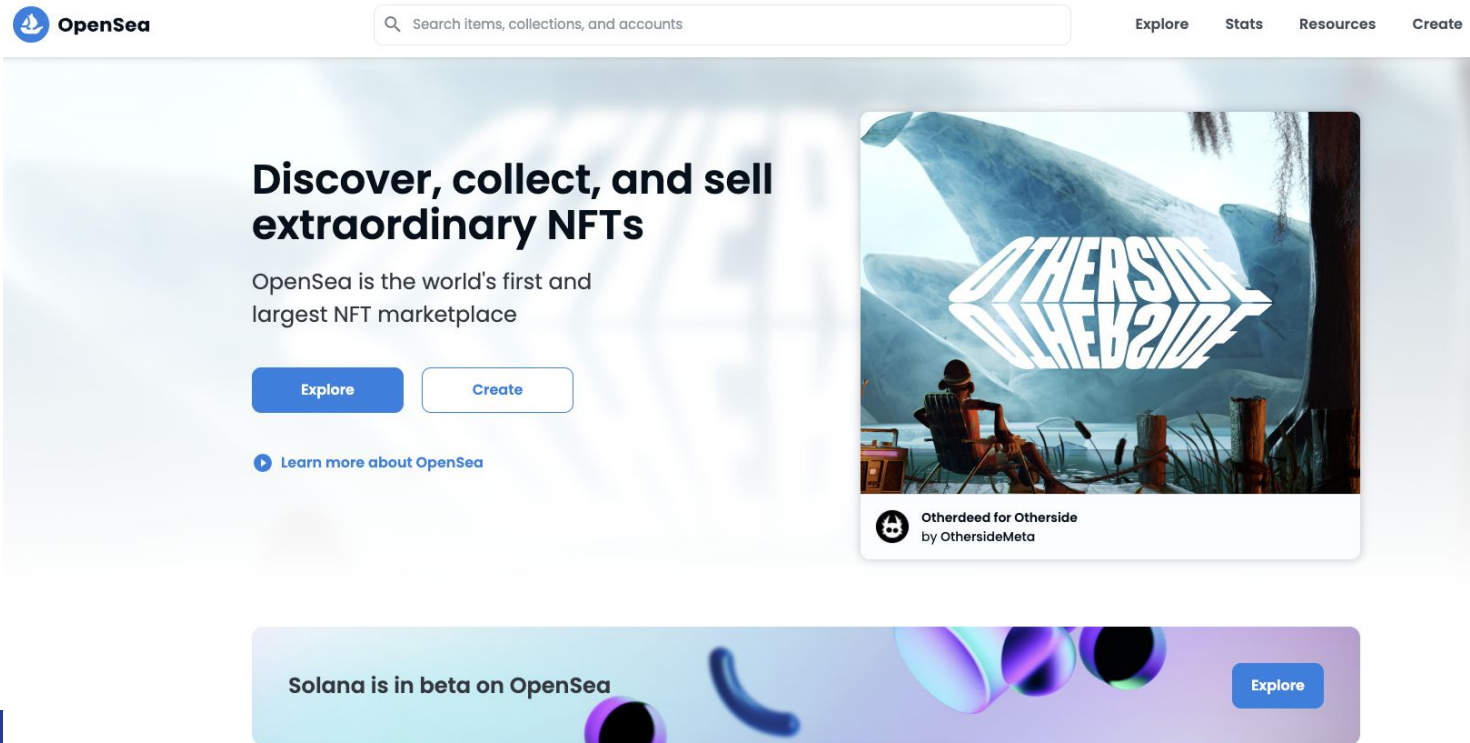 OpenSea
Search items, collections, and accounts
Explore
Stats
Resources
Create
Discover, collect, and sell
extraordinary NFTs
OpenSea is the world's first and
largest NFT marketplace
Explore
Create
Learn more about OpenSea
OTHERSIDE
OTHERSIDE
Otherdeed for Otherside
by OthersideMeta
Solana is in beta on OpenSea
Explore